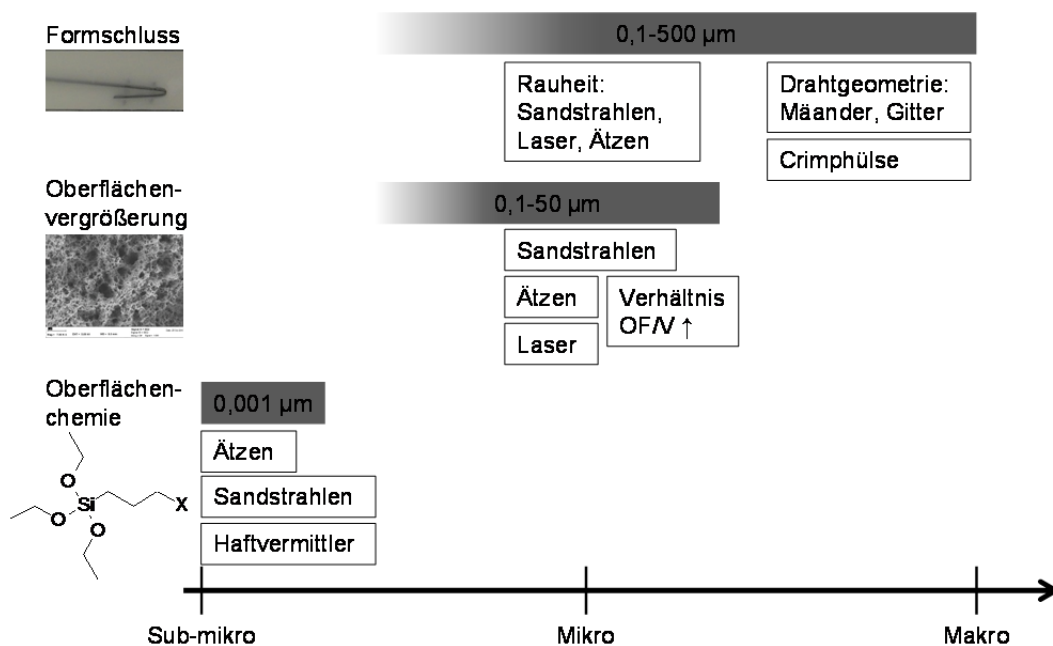 Formschluss
0,1-500 µm
Rauheit:
Sandstrahlen,
Laser, Ätzen
Drahtgeometrie:
Mäander, Gitter
Crimphülse
Oberflächen-
vergrößerung
0,1-50 µm
Sandstrahlen
Ätzen
Laser
Verhältnis
OF/V ↑
Oberflächen-
chemie
0,001 µm
Ätzen
Sandstrahlen
Haftvermittler
O
Si
X
O
O
Sub-mikro
Mikro
Makro